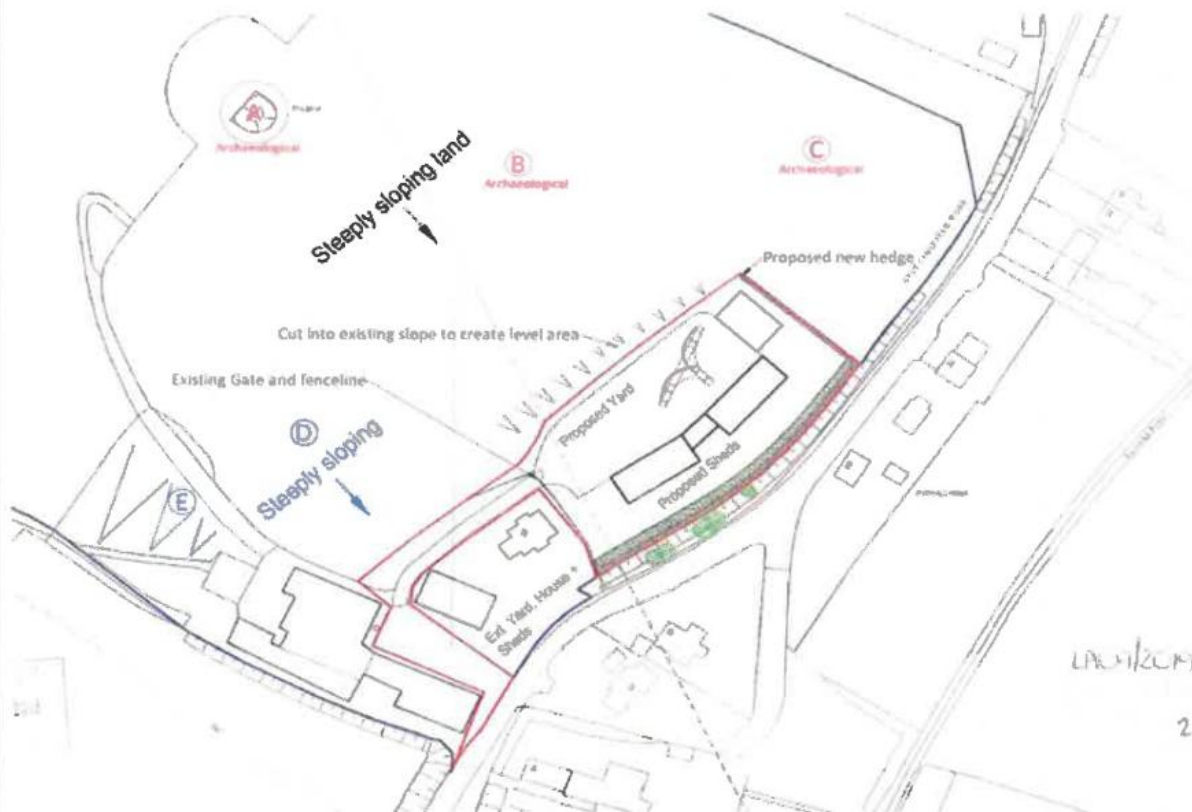 A
Archaeological
B
Archaeological
C
Archaeological
Steeply sloping land
Proposed new hedge
Cut into existing slope to create level area
Existing Gate and fenceline
Proposed Yard
Proposed Sheds
D
Steeply sloping
E
Ext Yard, House +
Sheds
2